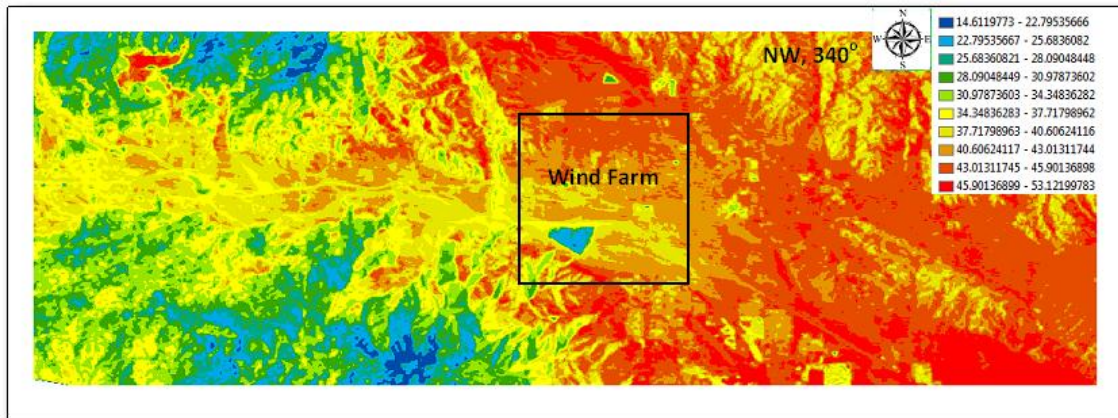 N
W E
S
NW, 340°
14.6119773 - 22.79535666
22.79535667 - 25.6836082
25.68360821 - 28.09048448
28.09048449 - 30.97873602
30.97873603 - 34.34836282
34.34836283 - 37.71798962
37.71798963 - 40.60624116
40.60624117 - 43.01311744
43.01311745 - 45.90136898
45.90136899 - 53.12199783
Wind Farm